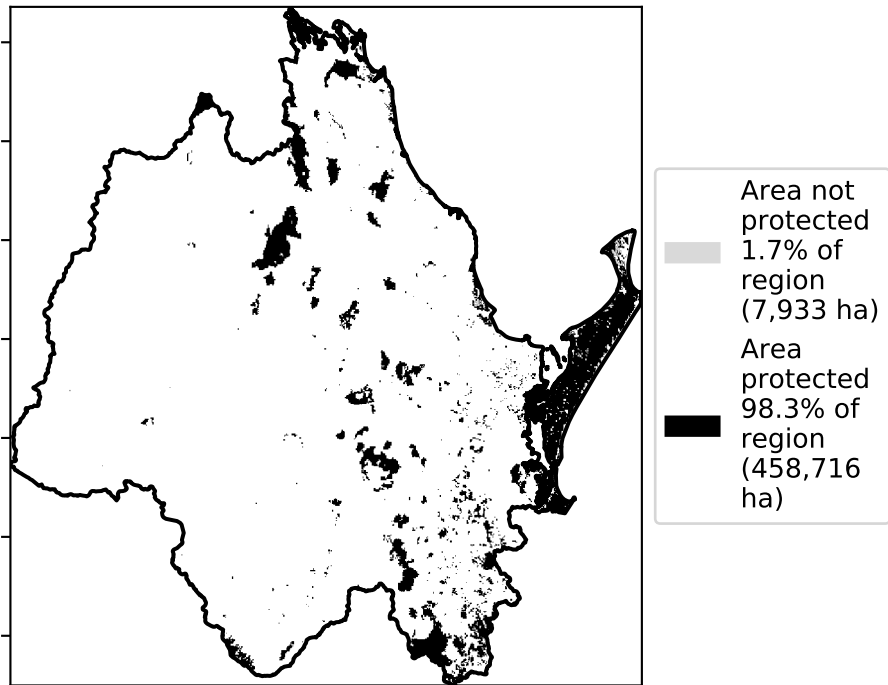 Area not
protected
1.7% of
region
(7,933 ha)
Area
protected
98.3% of
region
(458,716
ha)